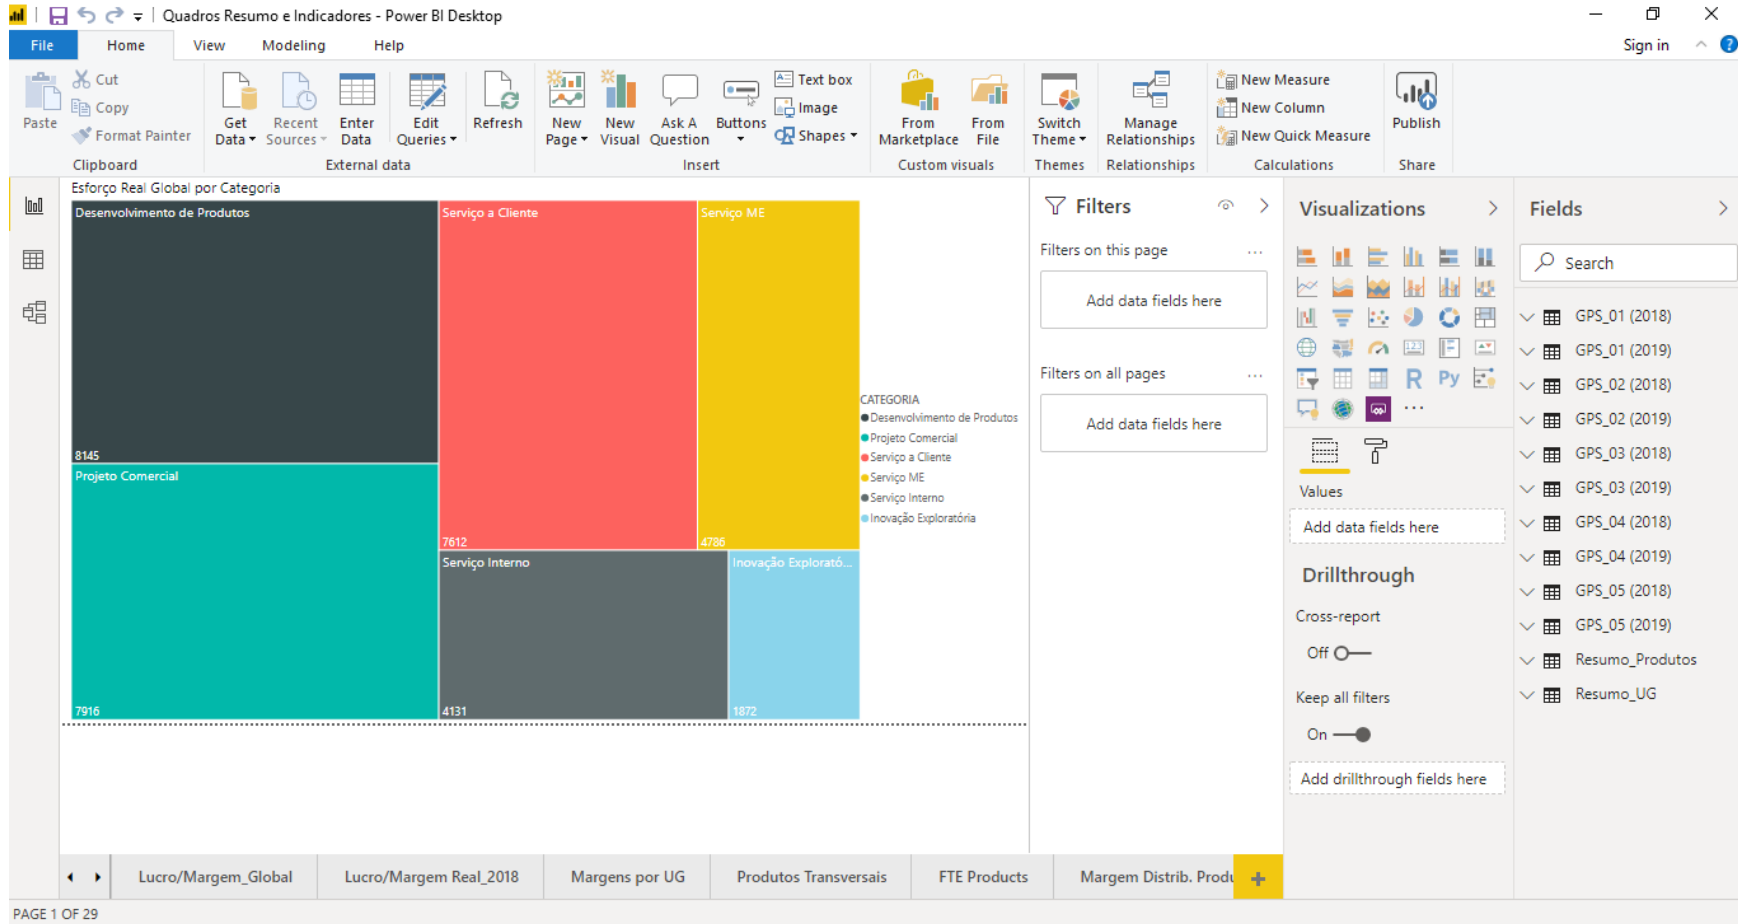 Quadros Resumo e Indicadores - Power BI Desktop
File Home View Modeling Help Sign in
Paste
Cut
Copy
Format Painter
Clipboard
Get Data
Recent Sources
Enter Data
Edit Queries
Refresh
External data
New Page
New Visual
Ask A Question
Buttons
Text box
Image
Shapes
Insert
From Marketplace
From File
Custom visuals
Switch Theme
Themes
Manage Relationships
Relationships
New Measure
New Column
New Quick Measure
Calculations
Publish
Share
Esforço Real Global por Categoria
Desenvolvimento de Produtos
8145
Projeto Comercial
7916
Serviço a Cliente
7612
Serviço ME
4786
Serviço Interno
4131
Inovação Explorató...
1872
CATEGORIA
Desenvolvimento de Produtos
Projeto Comercial
Serviço a Cliente
Serviço ME
Serviço Interno
Inovação Exploratória
Filters
Filters on this page
...
Add data fields here
Filters on all pages
...
Add data fields here
Visualizations
123
R Py
...
Values
Add data fields here
Drillthrough
Cross-report
Off
Keep all filters
On
Add drillthrough fields here
Fields
Search
GPS_01 (2018)
GPS_01 (2019)
GPS_02 (2018)
GPS_02 (2019)
GPS_03 (2018)
GPS_03 (2019)
GPS_04 (2018)
GPS_04 (2019)
GPS_05 (2018)
GPS_05 (2019)
Resumo_Produtos
Resumo_UG
Lucro/Margem_Global Lucro/Margem Real_2018 Margens por UG Produtos Transversais FTE Products Margem Distrib. Produ
PAGE 1 OF 29